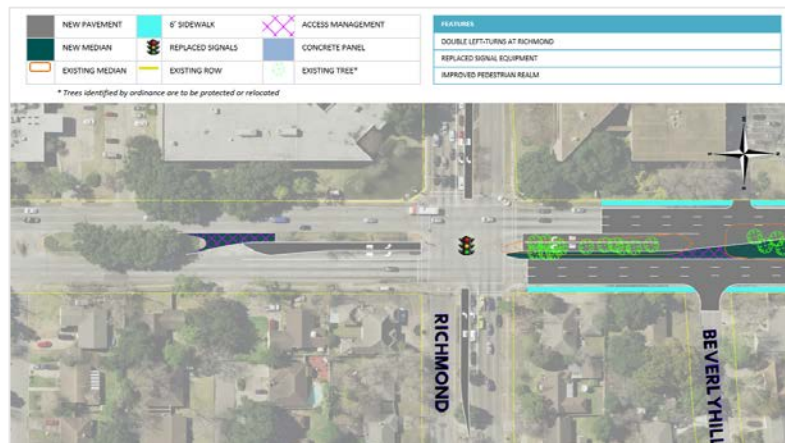 NEW PAVEMENT
6' SIDEWALK
ACCESS MANAGEMENT
NEW MEDIAN
REPLACED SIGNALS
CONCRETE PANEL
EXISTING MEDIAN
EXISTING ROW
EXISTING TREE*
* Trees identified by ordinance are to be protected or relocated
FEATURES
DOUBLE LEFT-TURNS AT RICHMOND
REPLACED SIGNAL EQUIPMENT
IMPROVED PEDESTRIAN REALM
RICHMOND
BEVERLYHILL